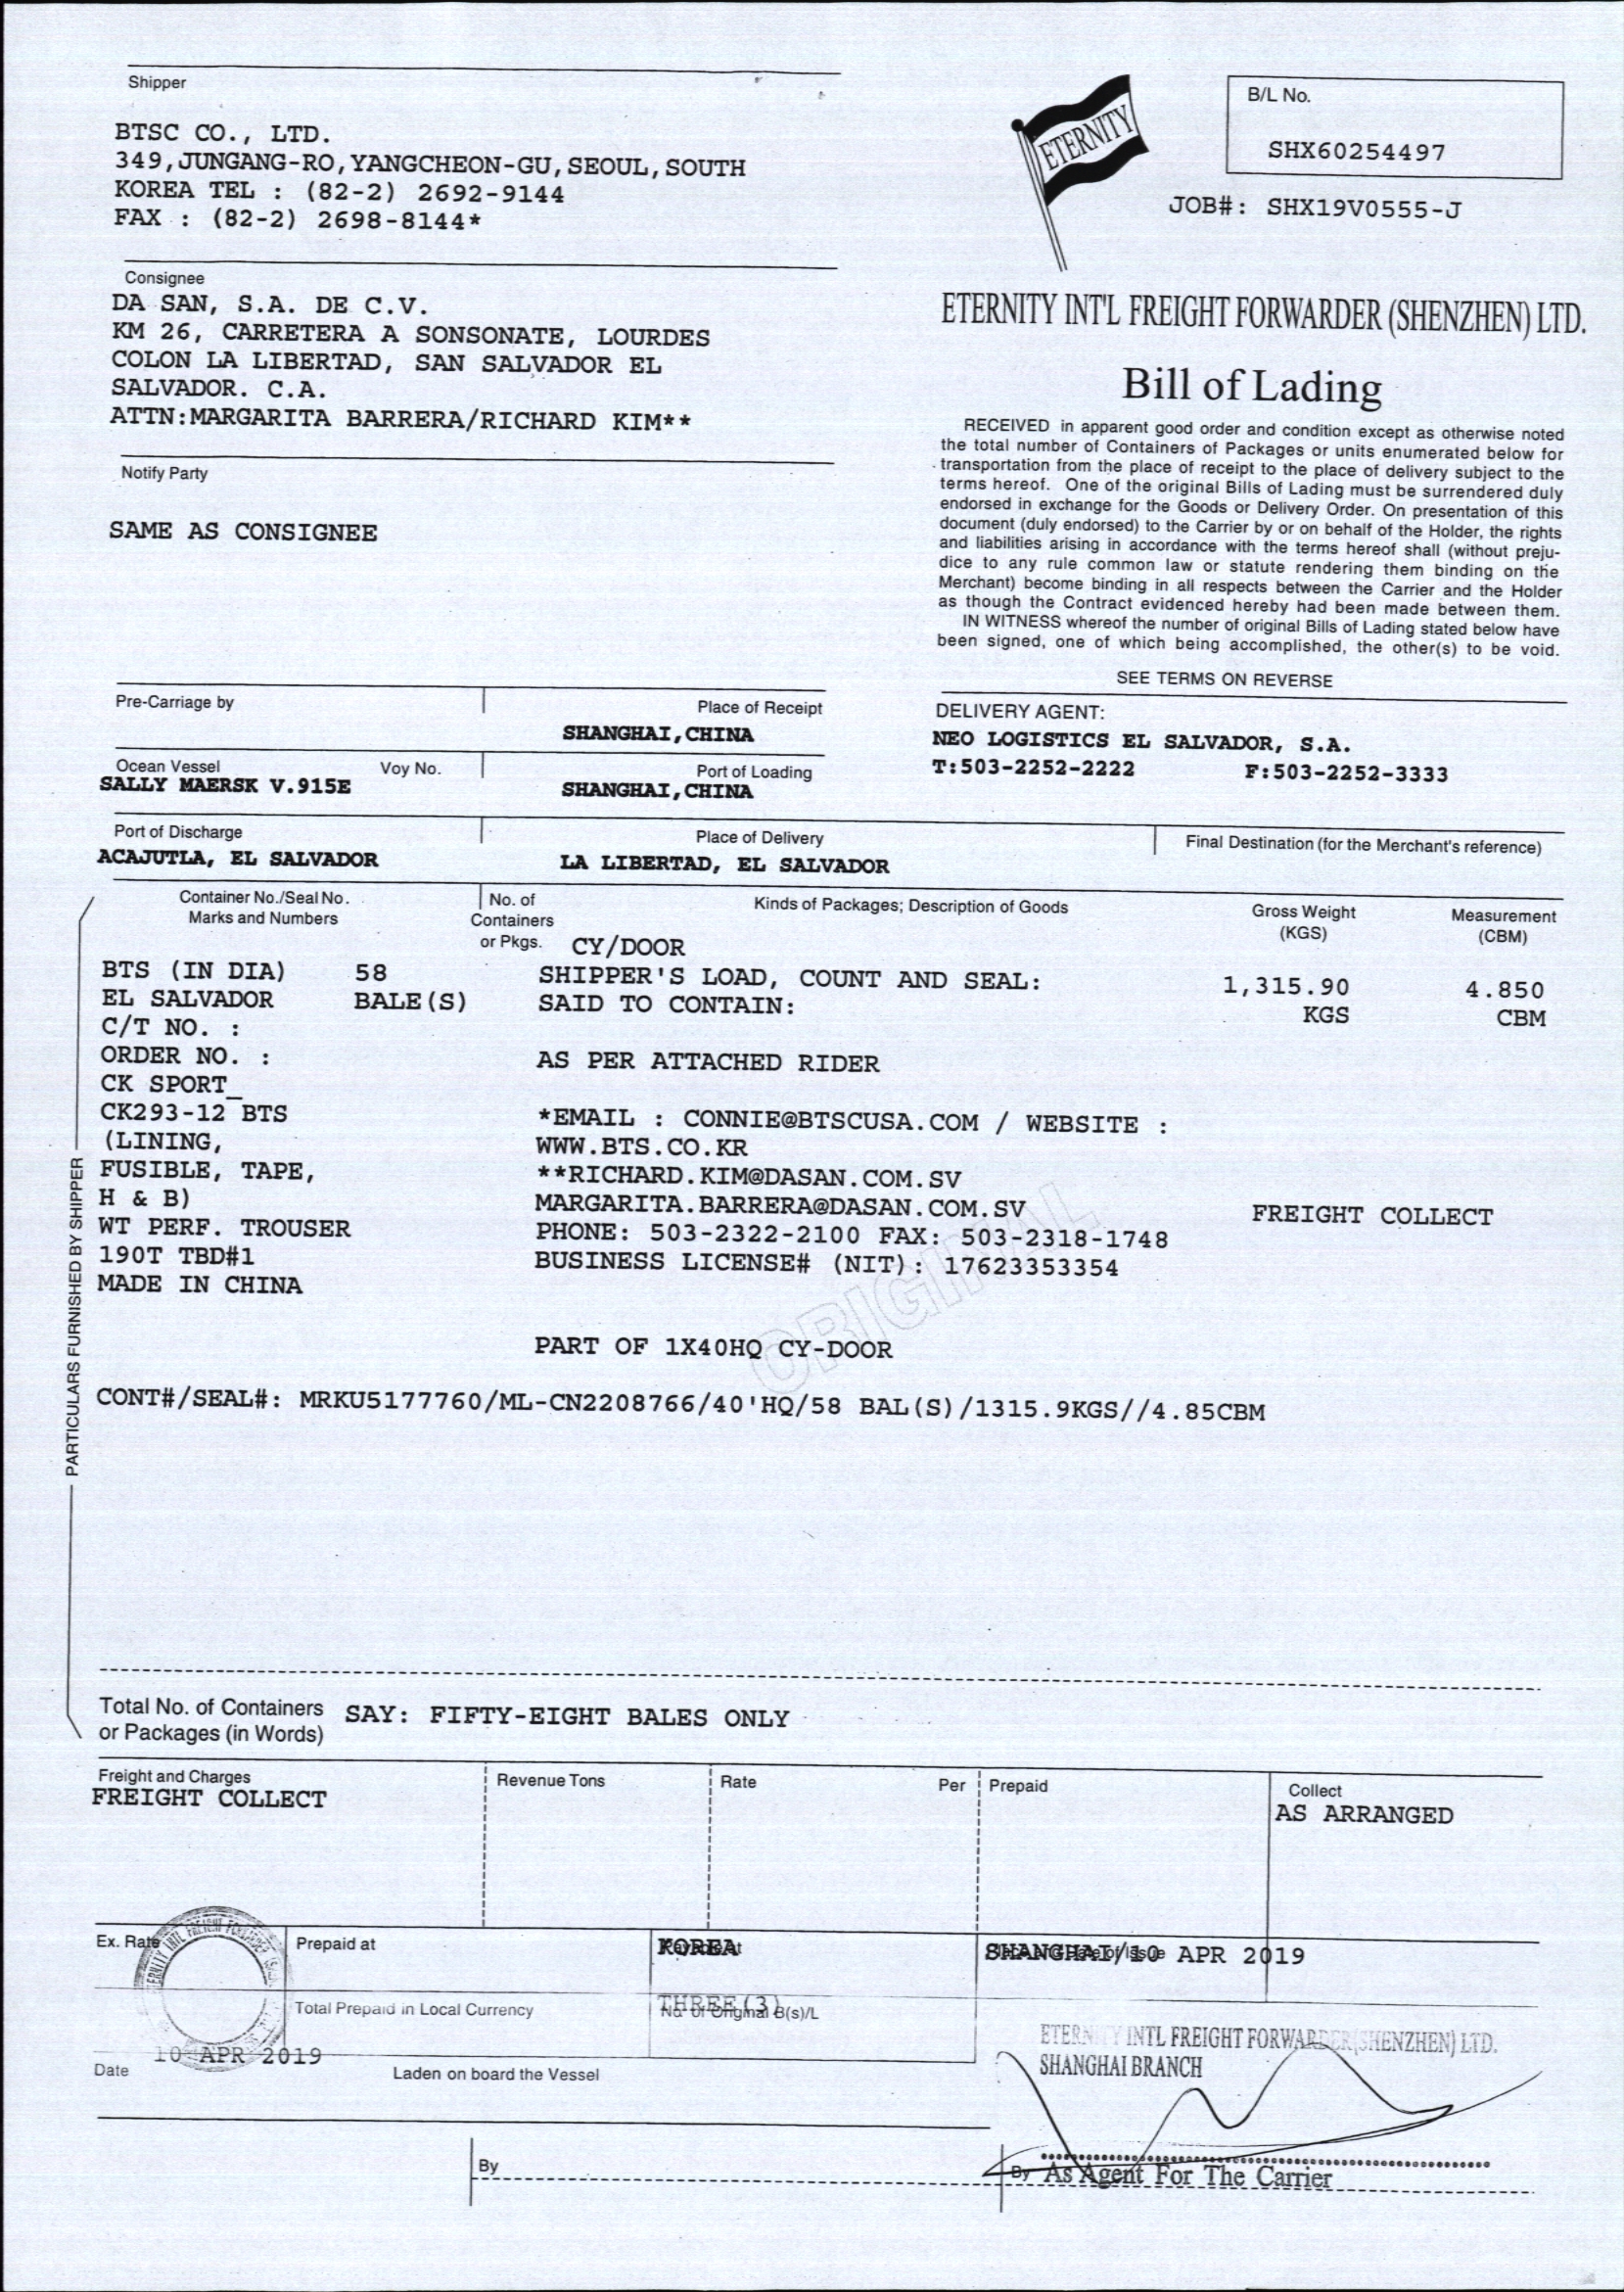 Shipper
BTSC CO., LTD.
349,JUNGANG-RO,YANGCHEON-GU,SEOUL,SOUTH
KOREA TEL : (82-2) 2692-9144
FAX : (82-2) 2698-8144*
ETERNITY
B/L No.
SHX60254497
JOB#: SHX19V0555-J
Consignee
DA SAN, S.A. DE C.V.
KM 26, CARRETERA A SONSONATE, LOURDES
COLON LA LIBERTAD, SAN SALVADOR EL
SALVADOR. C.A.
ATTN:MARGARITA BARRERA/RICHARD KIM**
Notify Party
SAME AS CONSIGNEE
ETERNITY INT'L FREIGHT FORWARDER (SHENZHEN) LTD.
Bill of Lading
RECEIVED in apparent good order and condition except as otherwise noted
the total number of Containers of Packages or units enumerated below for
transportation from the place of receipt to the place of delivery subject to the
terms hereof. One of the original Bills of Lading must be surrendered duly
endorsed in exchange for the Goods or Delivery Order. On presentation of this
document (duly endorsed) to the Carrier by or on behalf of the Holder, the rights
and liabilities arising in accordance with the terms hereof shall (without preju-
dice to any rule common law or statute rendering them binding on the
Merchant) become binding in all respects between the Carrier and the Holder
as though the Contract evidenced hereby had been made between them.
IN WITNESS whereof the number of original Bills of Lading stated below have
been signed, one of which being accomplished, the other(s) to be void.
SEE TERMS ON REVERSE
Pre-Carriage by
Place of Receipt
SHANGHAI,CHINA
DELIVERY AGENT:
NEO LOGISTICS EL SALVADOR, S.A.
T:503-2252-2222 F:503-2252-3333
Ocean Vessel Voy No.
SALLY MAERSK V.915E
Port of Loading
SHANGHAI,CHINA
Port of Discharge
ACAJUTLA, EL SALVADOR
Place of Delivery
LA LIBERTAD, EL SALVADOR
Final Destination (for the Merchant's reference)
PARTICULARS FURNISHED BY SHIPPER
Container No./Seal No.
Marks and Numbers
No. of
Containers
or Pkgs.
Kinds of Packages; Description of Goods
Gross Weight
(KGS)
Measurement
(CBM)
BTS (IN DIA)
EL SALVADOR
C/T NO. :
ORDER NO. :
CK SPORT_
CK293-12 BTS
(LINING,
FUSIBLE, TAPE,
H & B)
WT PERF. TROUSER
190T TBD#1
MADE IN CHINA
58
BALE(S)
CY/DOOR
SHIPPER'S LOAD, COUNT AND SEAL:
SAID TO CONTAIN:
AS PER ATTACHED RIDER
*EMAIL : CONNIE@BTSCUSA.COM / WEBSITE :
WWW.BTS.CO.KR
**RICHARD.KIM@DASAN.COM.SV
MARGARITA.BARRERA@DASAN.COM.SV
PHONE: 503-2322-2100 FAX: 503-2318-1748
BUSINESS LICENSE# (NIT): 17623353354
PART OF 1X40HQ CY-DOOR
1,315.90
KGS
4.850
CBM
FREIGHT COLLECT
ORIGINAL
CONT#/SEAL#: MRKU5177760/ML-CN2208766/40'HQ/58 BAL(S)/1315.9KGS//4.85CBM
Total No. of Containers
or Packages (in Words)
SAY: FIFTY-EIGHT BALES ONLY
Freight and Charges
FREIGHT COLLECT
Revenue Tons
Rate
Per
Prepaid
Collect
AS ARRANGED
Ex. Rate
Prepaid at
KOREA
SHANGHAI/10 APR 2019
Total Prepaid in Local Currency
THREE(3)
No. of Original B(s)/L
Date
10 APR 2019
Laden on board the Vessel
ETERNITY INTL FREIGHT FORWARDER(SHENZHEN) LTD.
SHANGHAI BRANCH
By
By As Agent For The Carrier